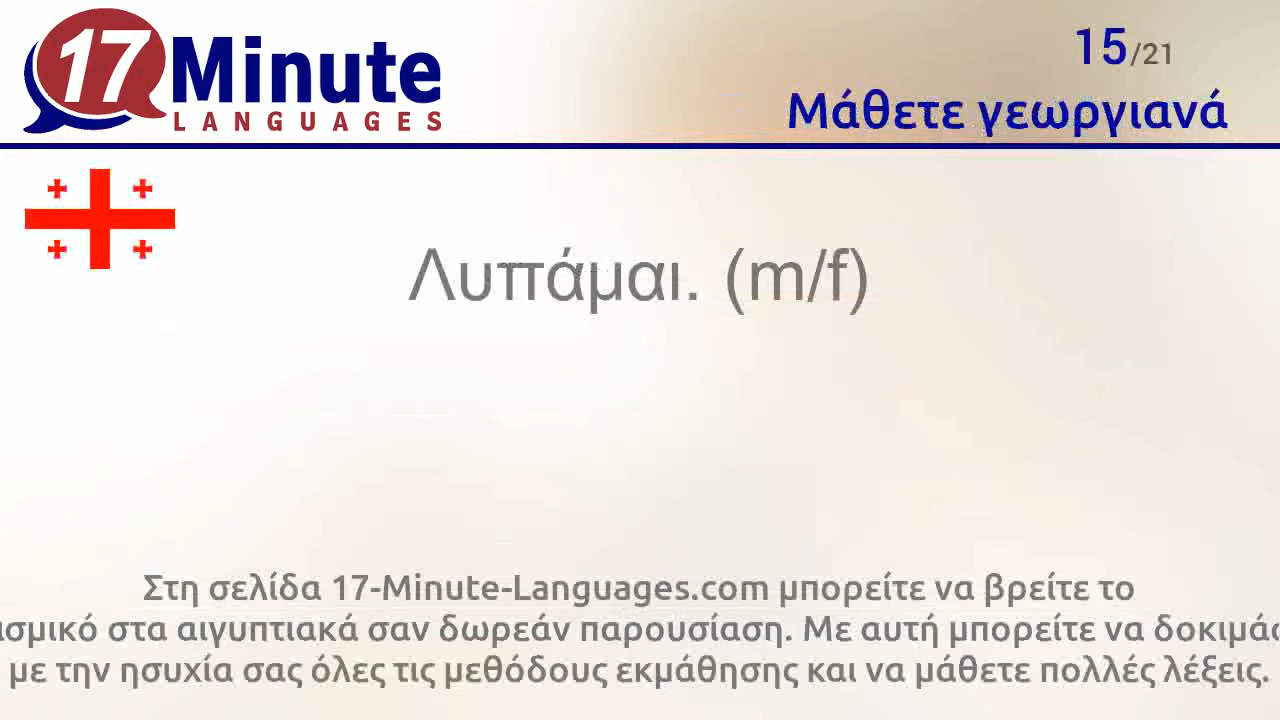 17 Minute
LANGUAGES
15/21
Μάθετε γεωργιανά
Λυπάμαι. (m/f)
Στη σελίδα 17-Minute-Languages.com μπορείτε να βρείτε το
στα αιγυπτιακά σαν δωρεάν παρουσίαση. Με αυτή μπορείτε να
με την ησυχία σας όλες τις μεθόδους εκμάθησης και να μάθετε πολλές λέξεις.